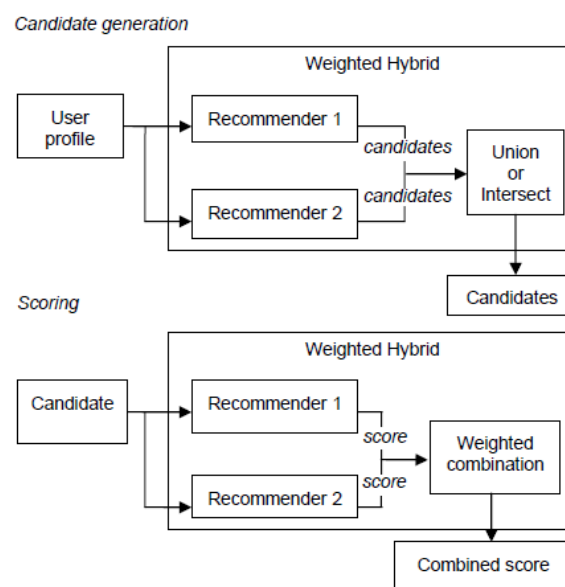 Candidate generation
Weighted Hybrid
User
profile
Recommender 1
candidates
candidates
Recommender 2
Union
or
Intersect
Candidates
Scoring
Weighted Hybrid
Candidate
Recommender 1
score
score
Recommender 2
Weighted
combination
Combined score